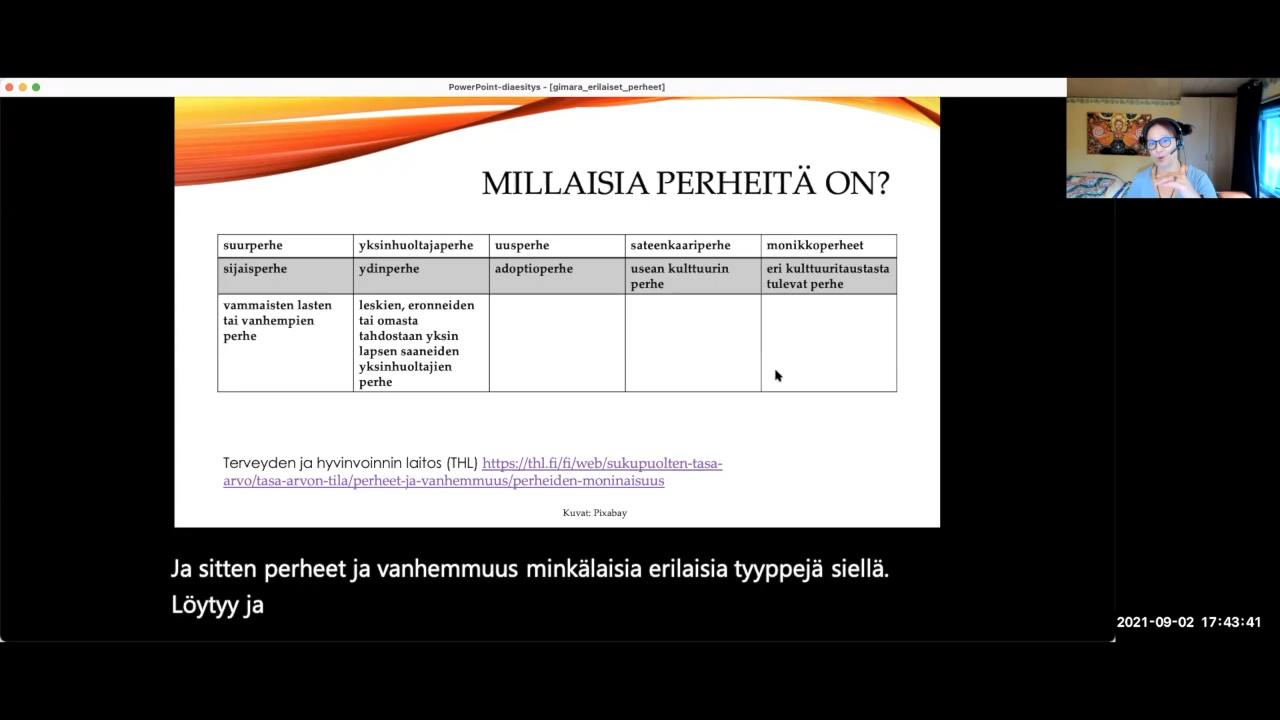 PowerPoint-diaesitys - [gimara_erilaiset_perheet]
MILLAISIA PERHEITÄ ON?
suurperhe
yksinhuoltajaperhe
uusperhe
sateenkaariperhe
monikkoperheet
sijaisperhe
ydinperhe
adoptioperhe
usean kulttuurin
perhe
eri kulttuuritaustasta
tulevat perhe
vammaisten lasten
tai vanhempien
perhe
leskien, eronneiden
tai omasta
tahdostaan yksin
lapsen saaneiden
yksinhuoltajien
perhe
Terveyden ja hyvinvoinnin laitos (THL) https://thl.fi/fi/web/sukupuolten-tasa-
arvo/tasa-arvon-tila/perheet-ja-vanhemmuus/perheiden-moninaisuus
Kuvat: Pixabay
Ja sitten perheet ja vanhemmuus minkälaisia erilaisia tyyppejä siellä.
Löytyy ja
2021-09-02 17:43:41